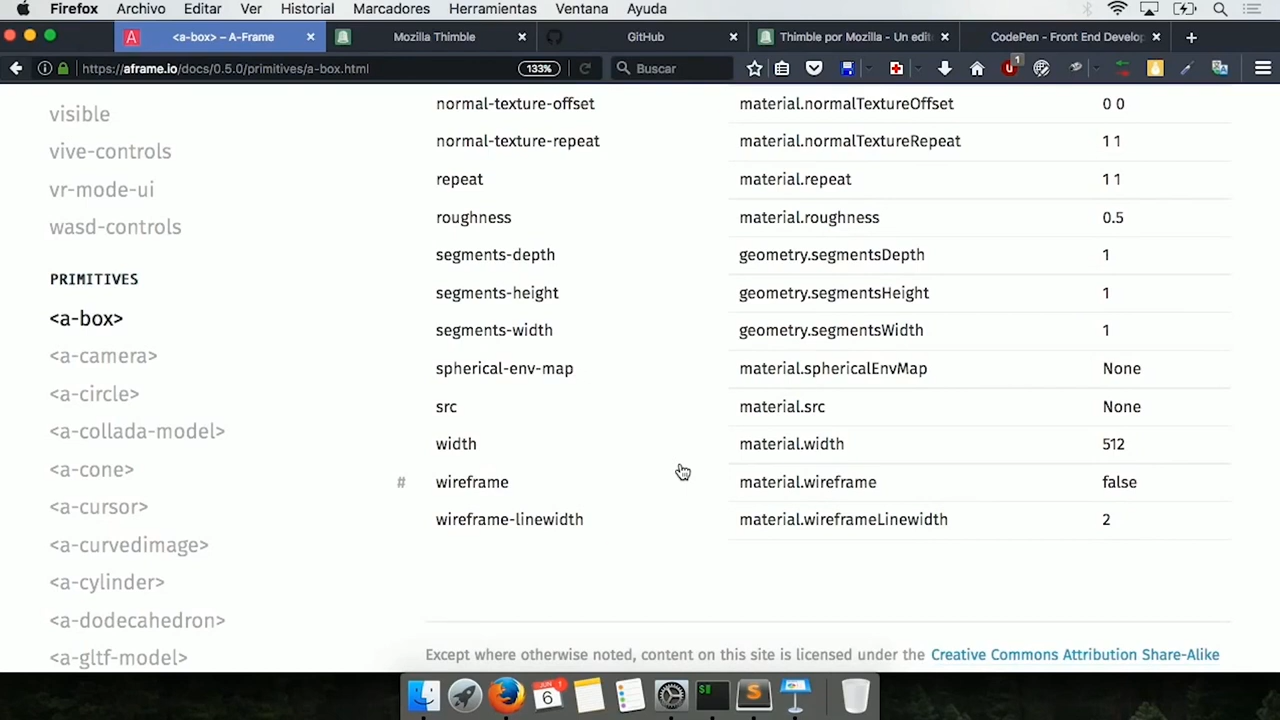 Firefox Archivo Editar Ver Historial Marcadores Herramientas Ventana Ayuda
<a-box> – A-Frame × Mozilla Thimble × GitHub × Thimble por Mozilla - Un edit × CodePen - Front End Develop ×
https://aframe.io/docs/0.5.0/primitives/a-box.html 133% Buscar 1
visible
vive-controls
vr-mode-ui
wasd-controls
PRIMITIVES
<a-box>
<a-camera>
<a-circle>
<a-collada-model>
<a-cone>
<a-cursor>
<a-curvedimage>
<a-cylinder>
<a-dodecahedron>
<a-gltf-model>
normal-texture-offset material.normalTextureOffset 0 0
normal-texture-repeat material.normalTextureRepeat 1 1
repeat material.repeat 1 1
roughness material.roughness 0.5
segments-depth geometry.segmentsDepth 1
segments-height geometry.segmentsHeight 1
segments-width geometry.segmentsWidth 1
spherical-env-map material.sphericalEnvMap None
src material.src None
width material.width 512
# wireframe material.wireframe false
wireframe-linewidth material.wireframeLinewidth 2
Except where otherwise noted, content on this site is licensed under the Creative Commons Attribution Share-Alike
JUN 1
6